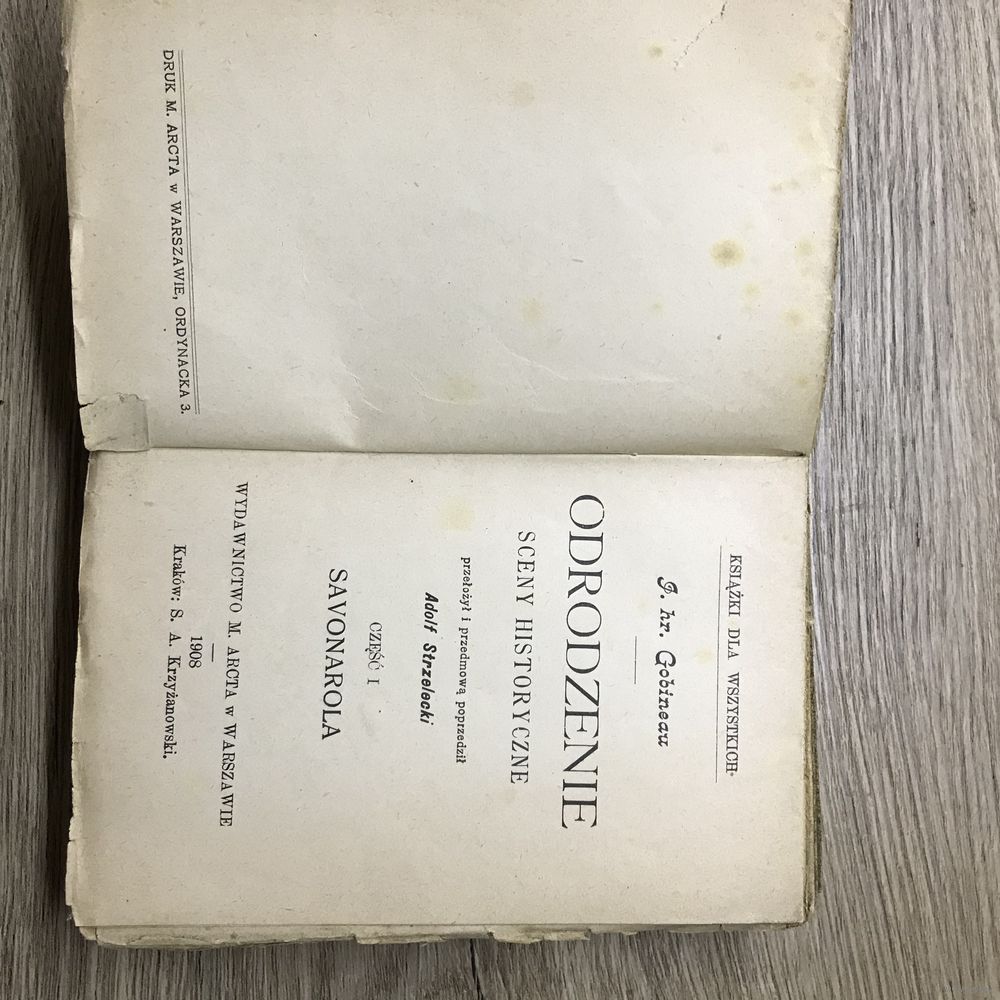 DRUK M. ARCTA w WARSZAWIE, ORDYNACKA 3.
KSIĄŻKI DLA WSZYSTKICH
J. hr. Gobineau
ODRODZENIE
SCENY HISTORYCZNE
przełożył i przedmową poprzedził
Adolf Strzelecki
CZĘŚĆ I
SAVONAROLA
WYDAWNICTWO M. ARCTA w WARSZAWIE
1908
Kraków: S. A. Krzyżanowski.